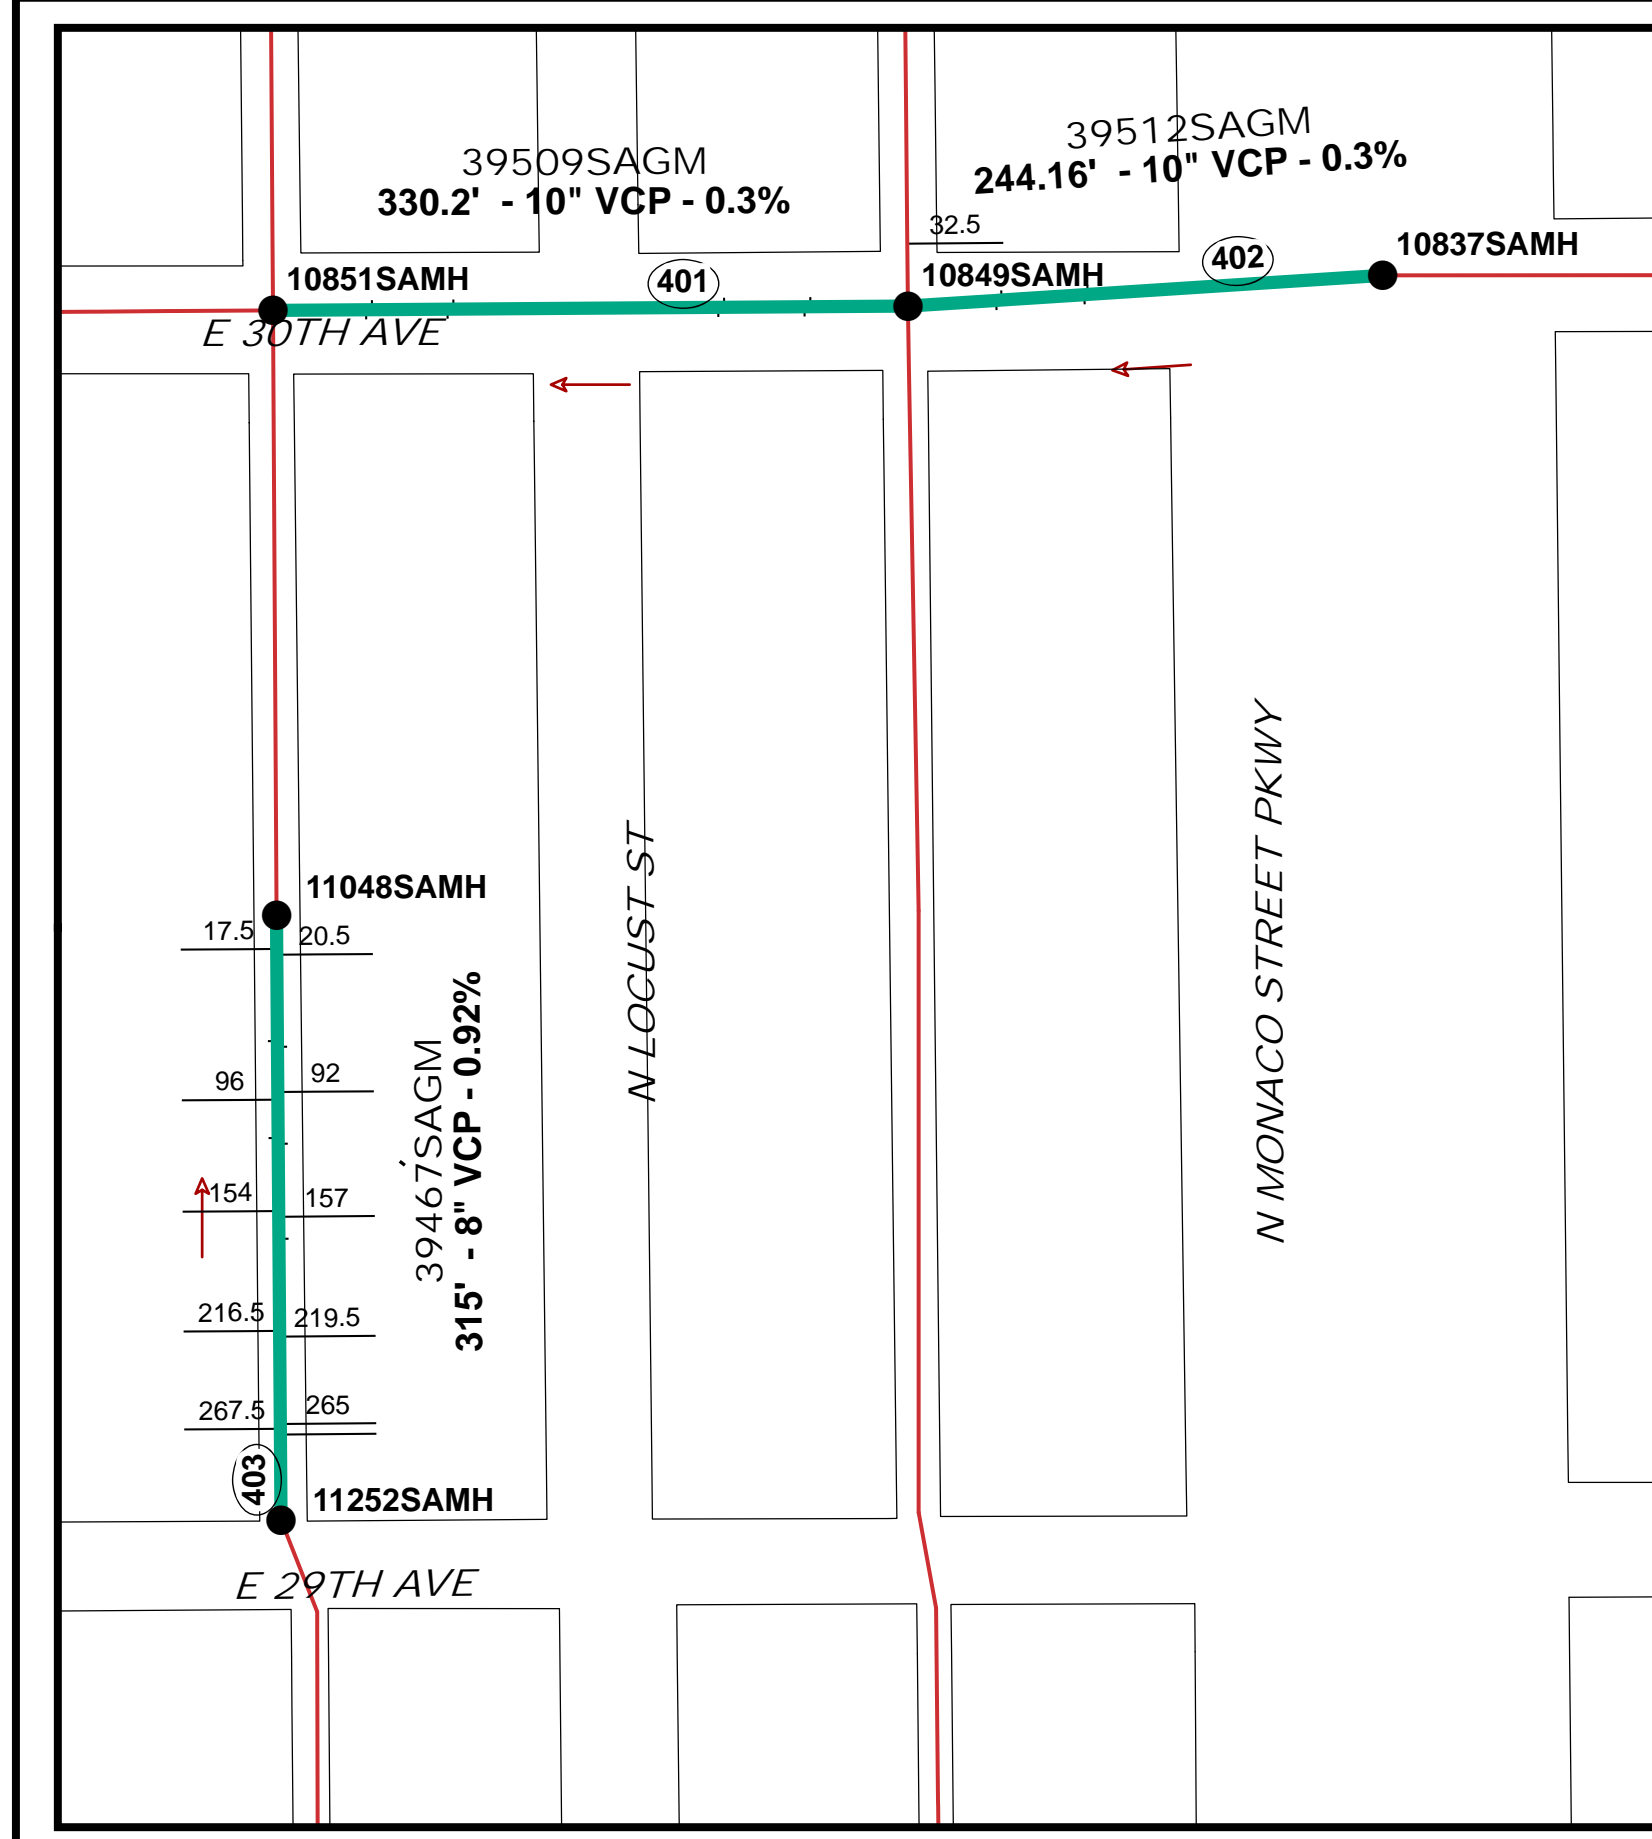 39509SAGM
330.2' - 10" VCP - 0.3%
39512SAGM
244.16' - 10" VCP - 0.3%
32.5
10851SAMH
401
10849SAMH
402
10837SAMH
E 30TH AVE
11048SAMH
17.5
20.5
96
92
154
157
216.5
219.5
267.5
265
39467SAGM
315' - 8" VCP - 0.92%
N LOCUST ST
N MONACO STREET PKWY
403
11252SAMH
E 29TH AVE